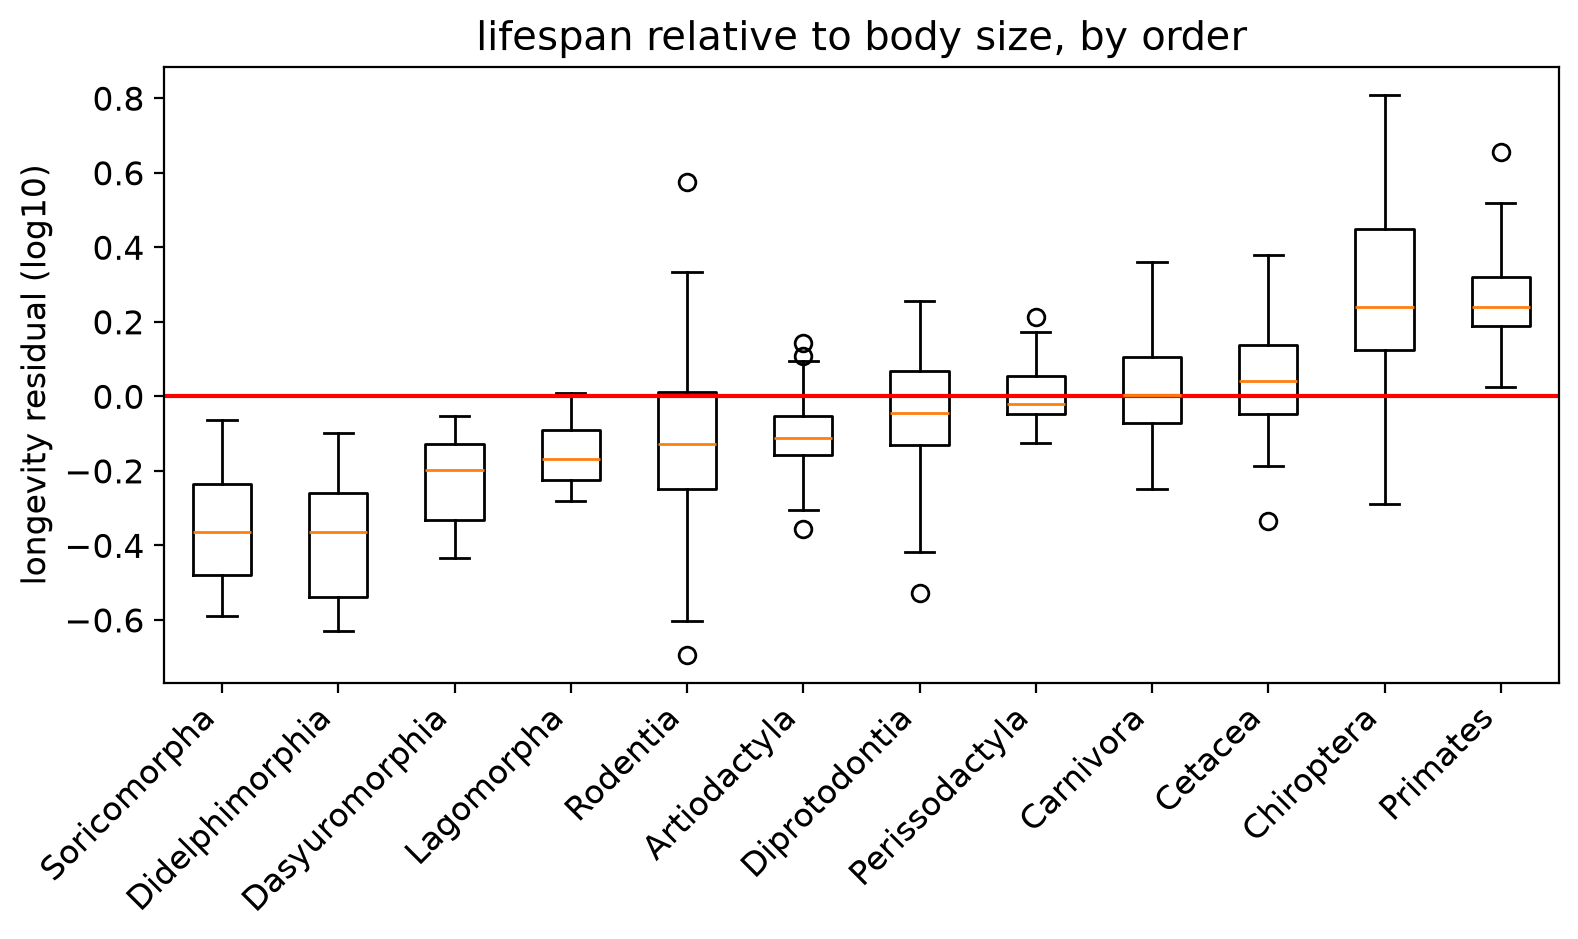 lifespan relative to body size, by order
longevity residual (log10)
0.8
0.6
0.4
0.2
0.0
−0.2
−0.4
−0.6
Soricomorpha
Didelphimorphia
Dasyuromorphia
Lagomorpha
Rodentia
Artiodactyla
Diprotodontia
Perissodactyla
Carnivora
Cetacea
Chiroptera
Primates